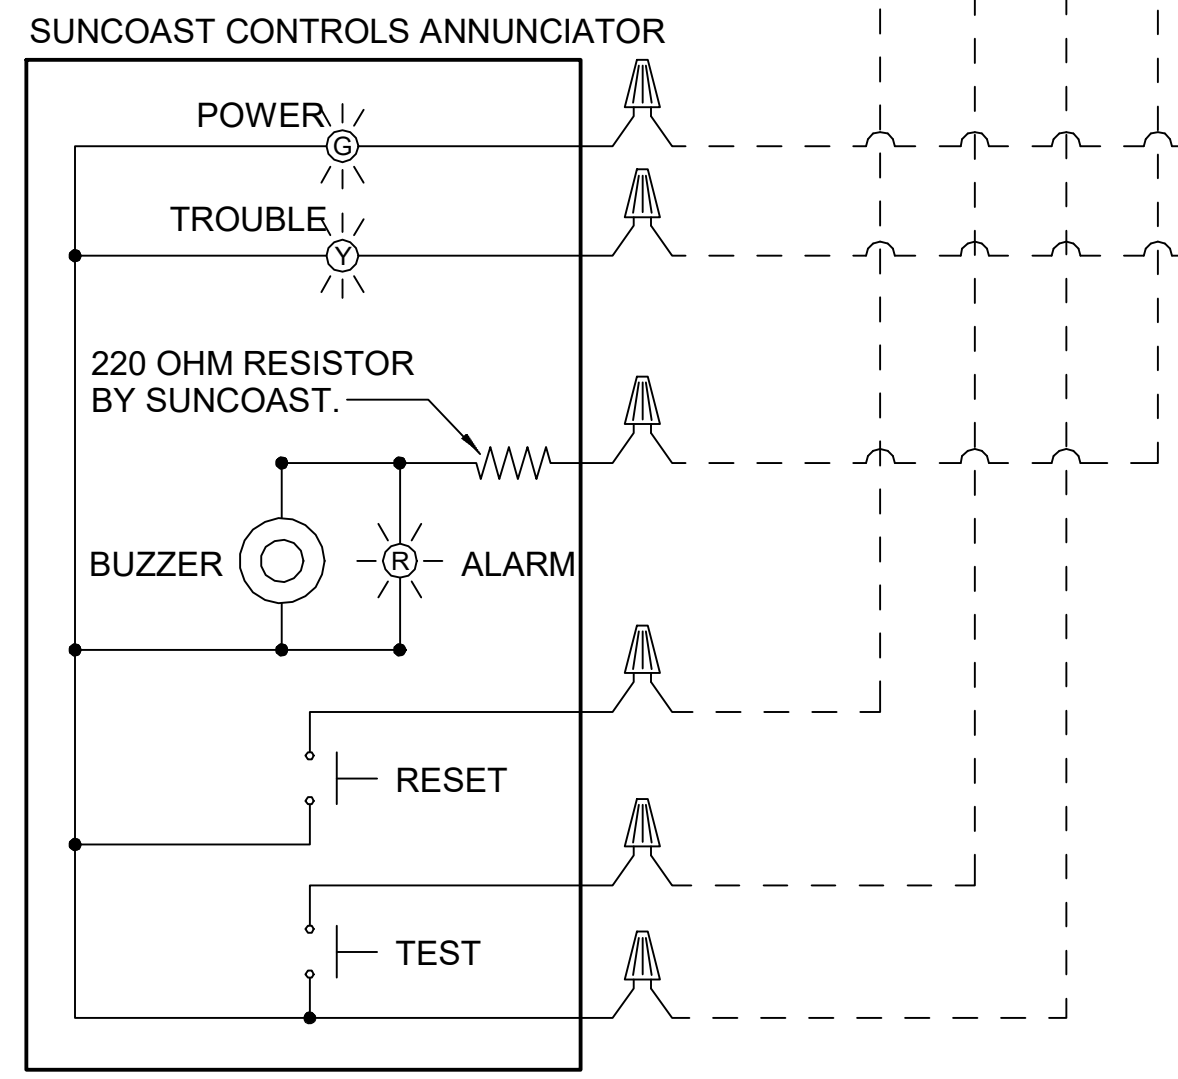 SUNCOAST CONTROLS ANNUNCIATOR
POWER
G
TROUBLE
Y
220 OHM RESISTOR
BY SUNCOAST.
BUZZER
R
ALARM
RESET
TEST